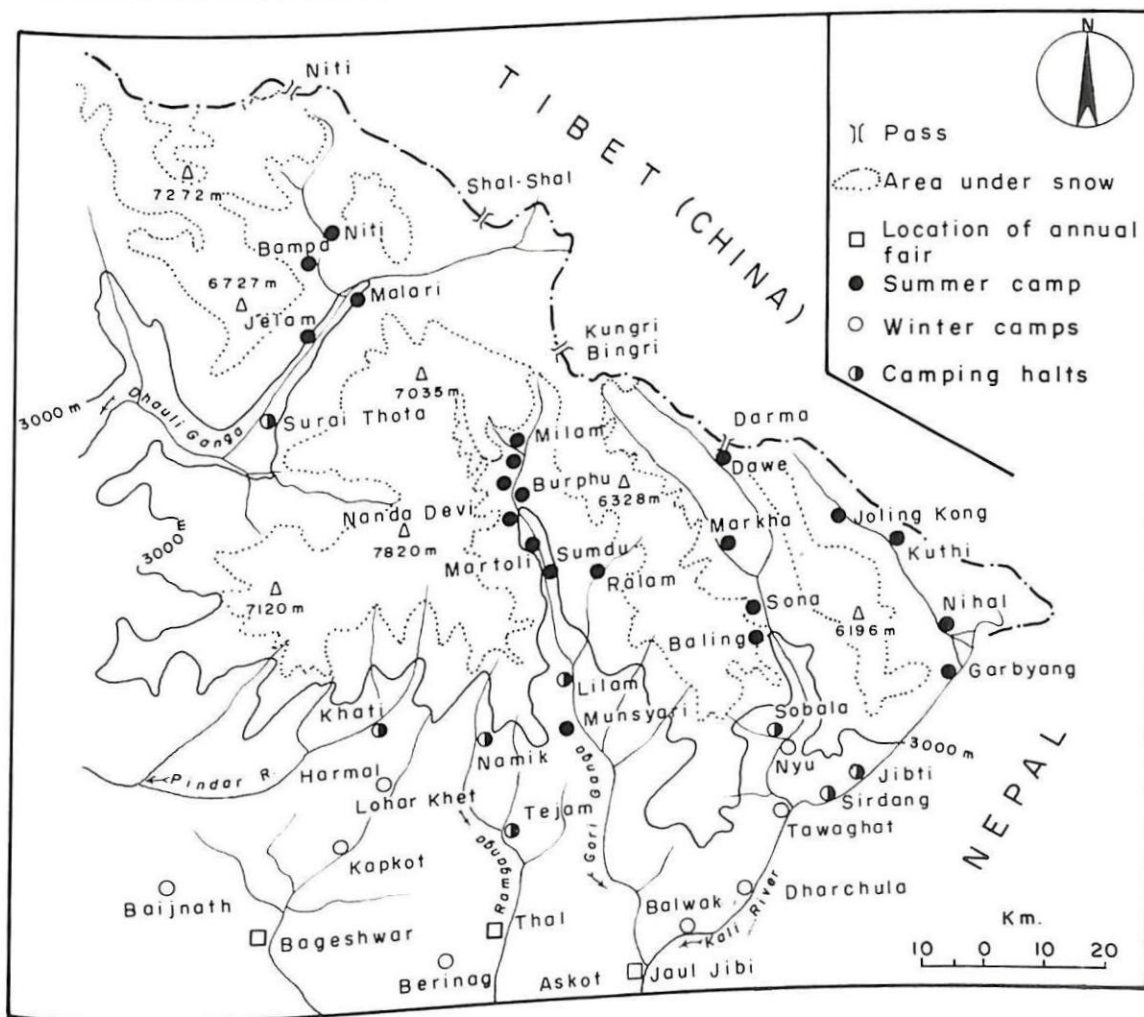 N
Niti
TIBET (CHINA)
Pass
Area under snow
Location of annual
fair
Summer camp
Winter camps
Camping halts
Shal-Shal
7272 m
Niti
Bampa
6727 m
Malari
Jelam
Kungri
Bingri
7035 m
3000 m
Dhauli Ganga
Surai Thota
Milam
Darma
Dawe
Burphu
6328 m
Nanda Devi
7820 m
Markha
Joling Kong
3000 m
Kuthi
Martoli
Sumdu
Rälam
7120 m
Sona
6196 m
Nihal
Baling
Garbyang
Lilam
Khati
Munsyari
Sobala
3000 m
Namik
Nyu
Jibti
Pindar R.
Harmal
Sirdang
Lohar Khet
Tejam
Gori Ganga
Tawaghat
NEPAL
Kapkot
Ramganga
Baijnath
Balwak
Dharchula
Kali River
Km.
Thal
Bageshwar
10 0 10 20
Berinag
Askot
Jaul Jibi